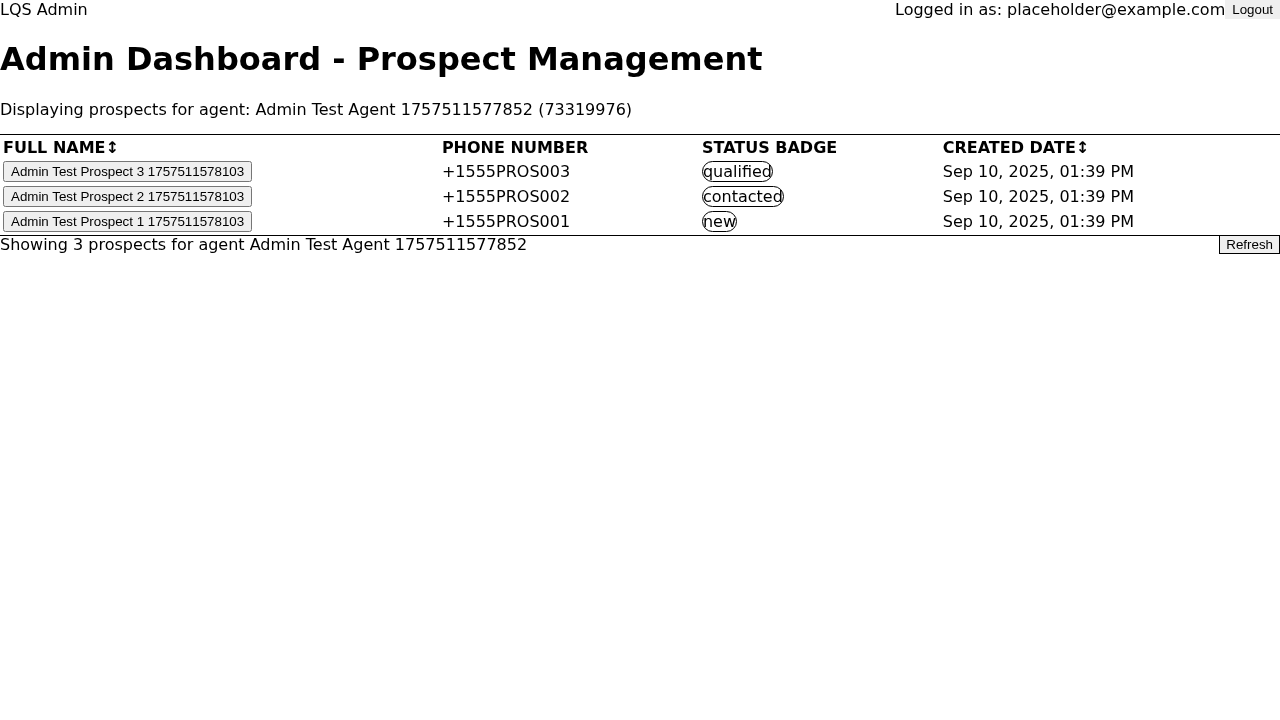 LQS Admin Logged in as: placeholder@example.com Logout
Admin Dashboard - Prospect Management
Displaying prospects for agent: Admin Test Agent 1757511577852 (73319976)
FULL NAME↕ PHONE NUMBER STATUS BADGE CREATED DATE↕
Admin Test Prospect 3 1757511578103 +1555PROS003 qualified Sep 10, 2025, 01:39 PM
Admin Test Prospect 2 1757511578103 +1555PROS002 contacted Sep 10, 2025, 01:39 PM
Admin Test Prospect 1 1757511578103 +1555PROS001 new Sep 10, 2025, 01:39 PM
Showing 3 prospects for agent Admin Test Agent 1757511577852 Refresh